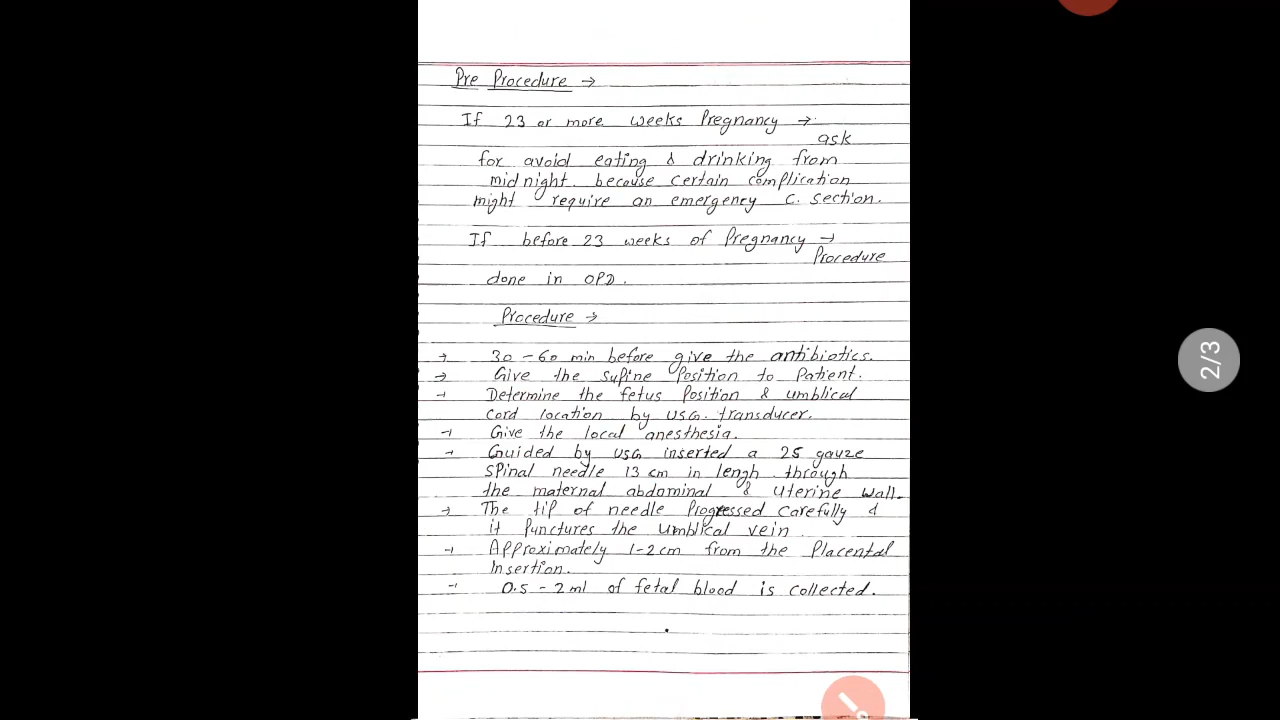 Pre Procedure →
If 23 or more weeks Pregnancy →
ask
for avoid eating & drinking from
midnight. because certain complication
might require an emergency C. section.
If before 23 weeks of Pregnancy →
Procedure
done in OPD.
Procedure →
→ 30 - 60 min before give the antibiotics.
→ Give the supine Position to Patient.
→ Determine the fetus Position & umblical
cord location by USG. transducer.
→ Give the local anesthesia.
→ Guided by USG inserted a 25 gauze
spinal needle 13 cm in lengh through
the maternal abdominal & uterine wall.
→ The tip of needle Progressed carefully &
it Punctures the umblical vein.
→ Approximately 1-2 cm from the Placental
Insertion.
→ 0.5 - 2 ml of fetal blood is collected.
2/3